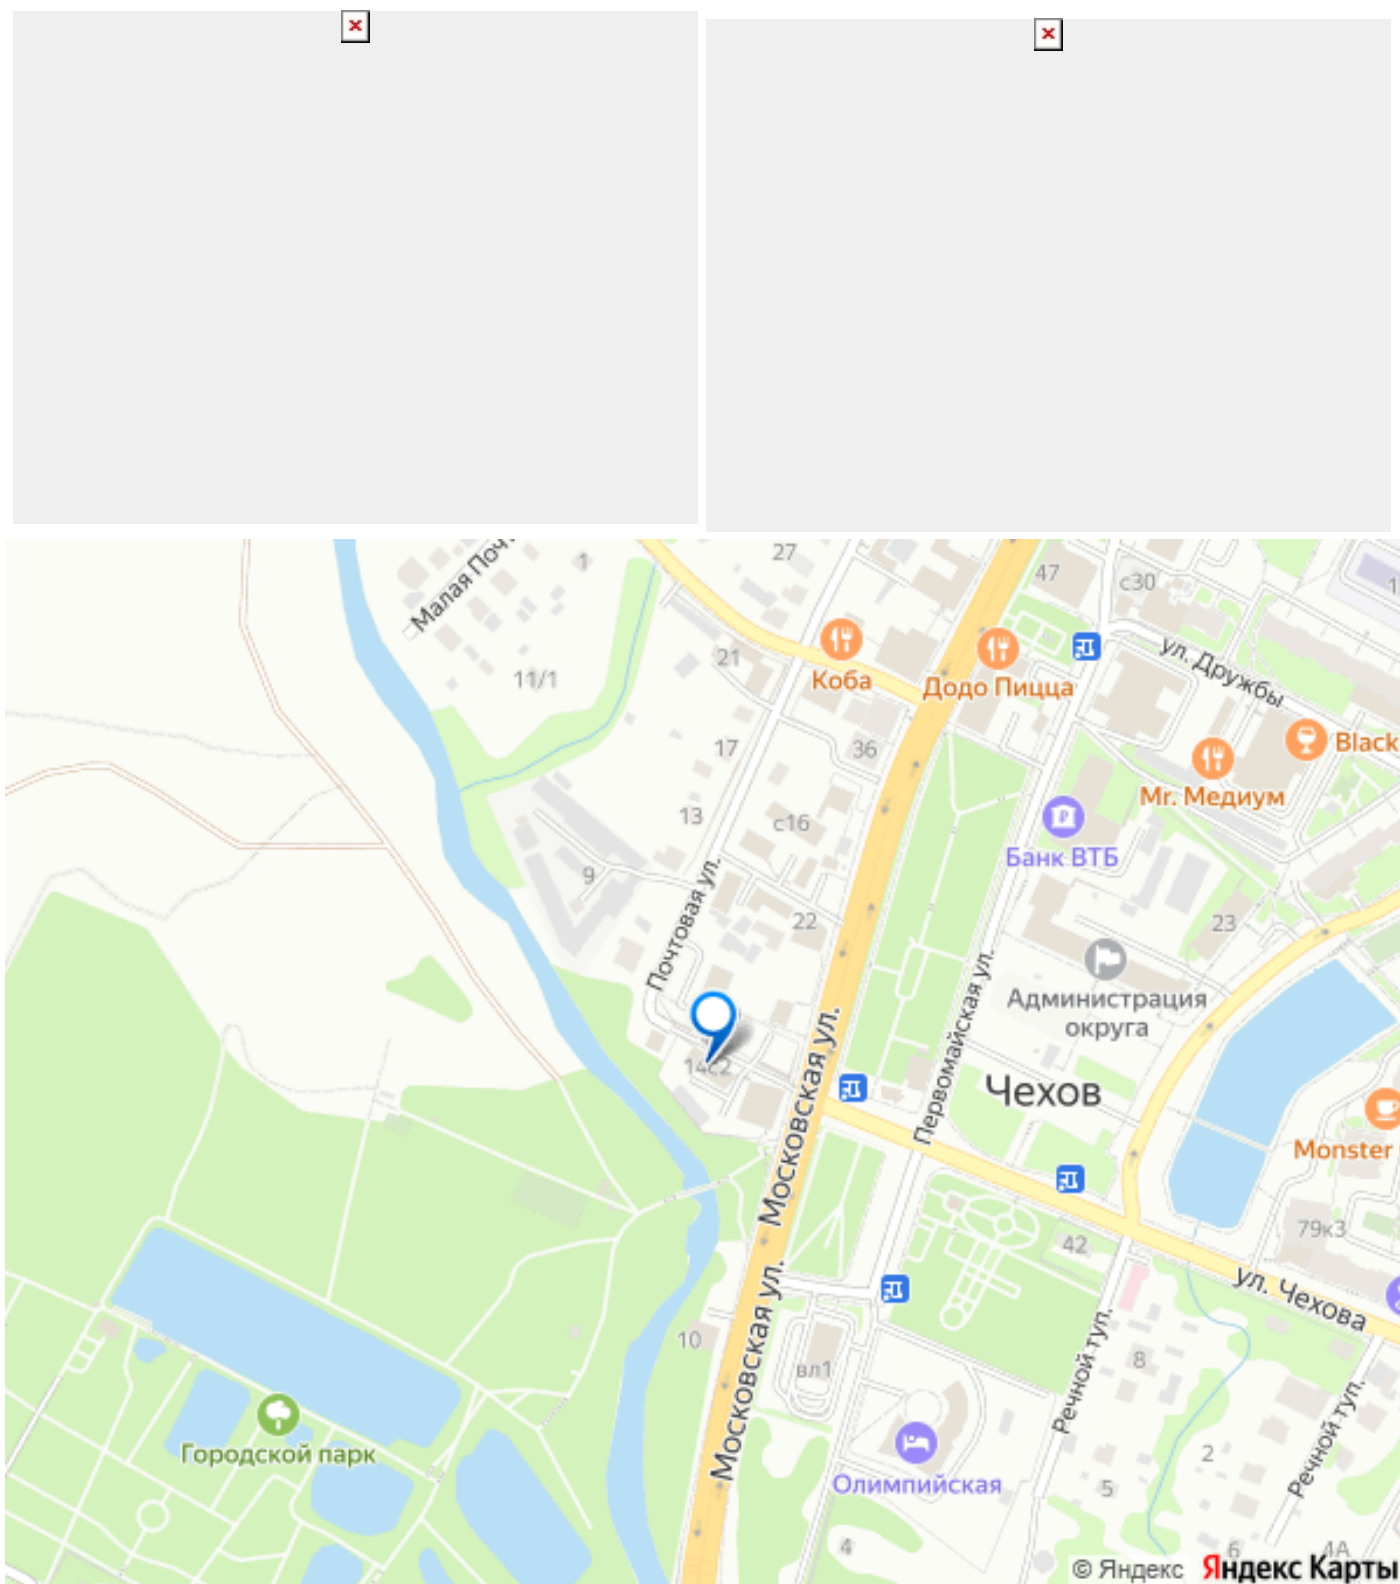 Малая Поч
1
27
47
с30
1
21
11/1
Коба
Додо Пицца
ул. Дружбы
17
36
Black
Mr. Медиум
13
с16
Банк ВТБ
9
Почтовая ул.
22
23
Администрация
округа
Первомайская ул.
14с2
Московская ул.
Чехов
Monster
42
79к3
ул. Чехова
Московская ул.
10
вл1
8
Речной туп.
Городской парк
Олимпийская
2
5
Речной туп.
4
6
4А
© Яндекс Яндекс Карты